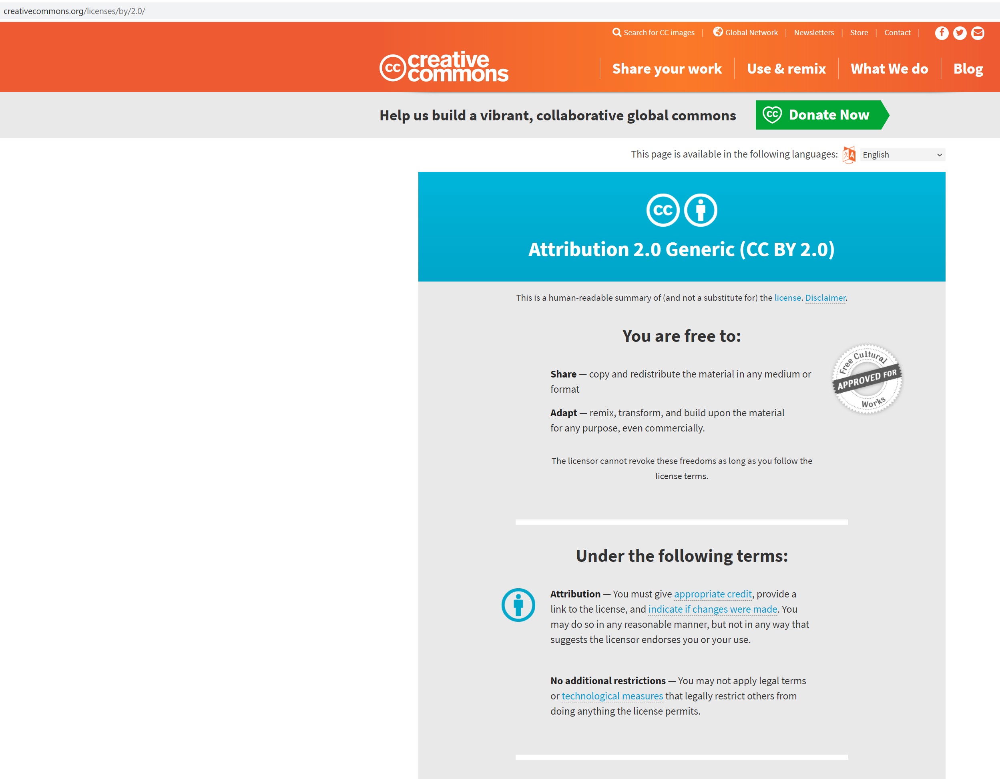 creativecommons.org/licenses/by/2.0/
Search for CC images | Global Network | Newsletters | Store | Contact |
cc creative
commons
Share your work
Use & remix
What We do
Blog
Help us build a vibrant, collaborative global commons
cc Donate Now
This page is available in the following languages:
English
cc
Attribution 2.0 Generic (CC BY 2.0)
This is a human-readable summary of (and not a substitute for) the license. Disclaimer.
You are free to:
Share — copy and redistribute the material in any medium or
format
Adapt — remix, transform, and build upon the material
for any purpose, even commercially.
Free Cultural
APPROVED FOR
Works
The licensor cannot revoke these freedoms as long as you follow the
license terms.
Under the following terms:
Attribution — You must give appropriate credit, provide a
link to the license, and indicate if changes were made. You
may do so in any reasonable manner, but not in any way that
suggests the licensor endorses you or your use.
No additional restrictions — You may not apply legal terms
or technological measures that legally restrict others from
doing anything the license permits.